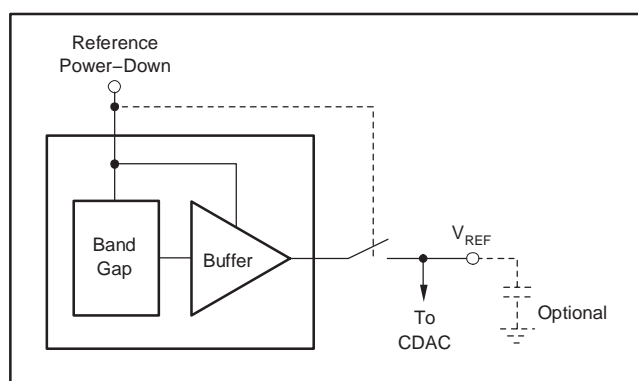 Reference
Power–Down
Band
Gap
Buffer
VREF
To
CDAC
Optional